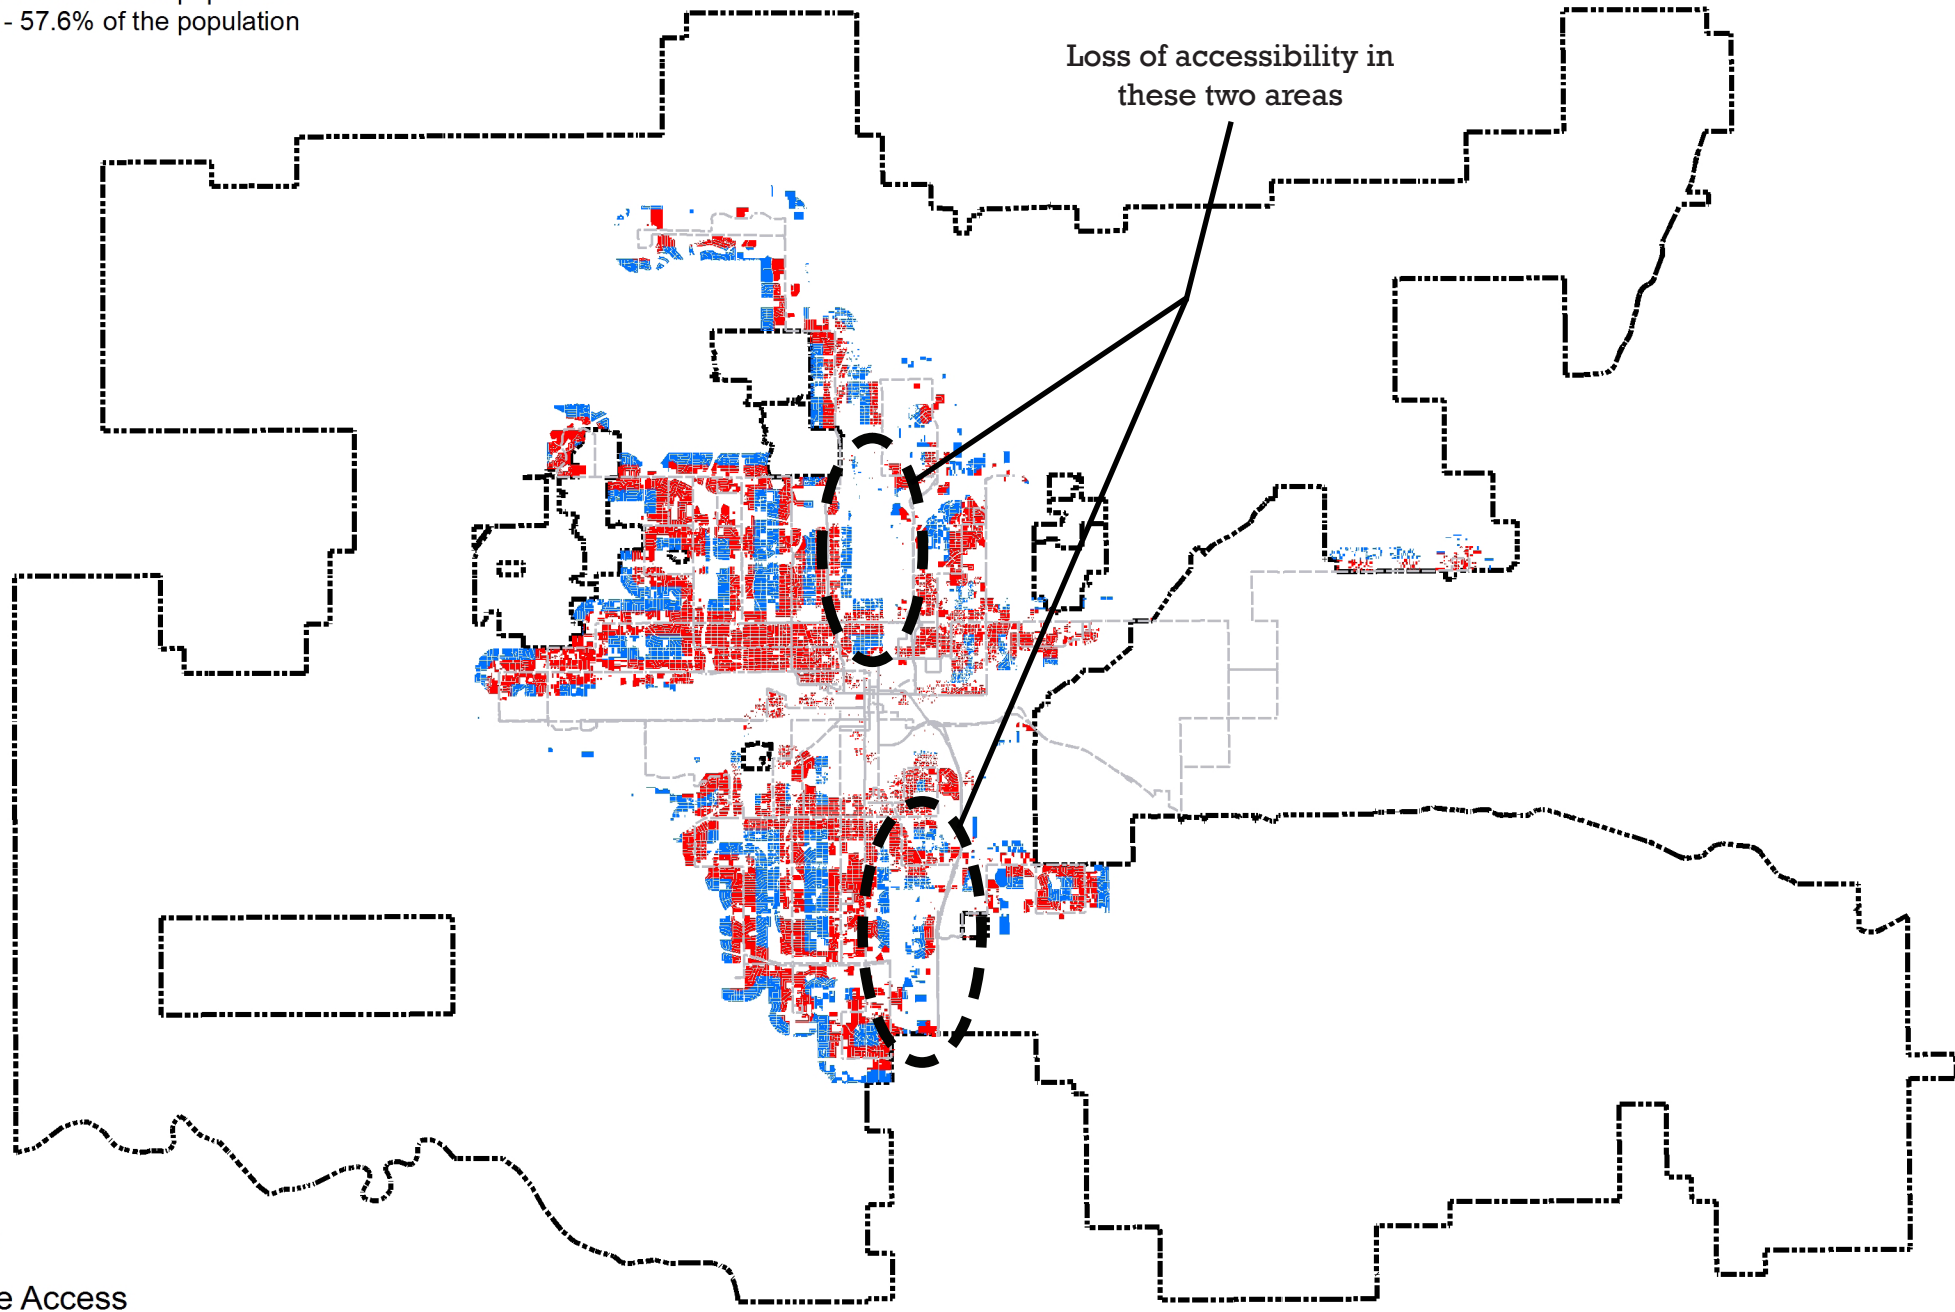 - 57.6% of the population
Loss of accessibility in
these two areas
e Access